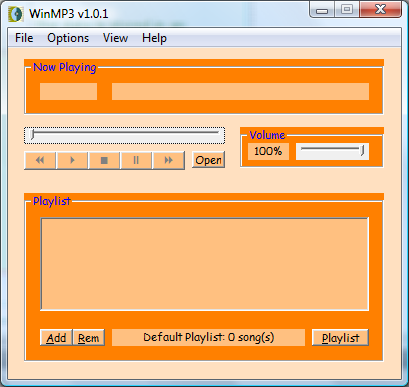 WinMP3 v1.0.1
File Options View Help
Now Playing
Open
Volume
100%
Playlist
Add Rem Default Playlist: 0 song(s) Playlist